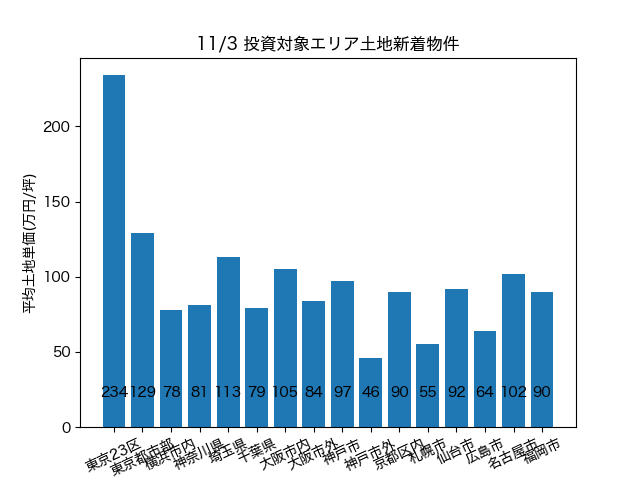 11/3 投資対象エリア土地新着物件
平均土地単価(万円/坪)
200
150
100
50
0
234 129 78 81 113 79 105 84 97 46 90 55 92 64 102 90
東京23区
東京都市部
横浜市内
神奈川県
埼玉県
千葉県
大阪市内
大阪市外
神戸市
神戸市外
京都区内
札幌市
仙台市
広島市
名古屋市
福岡市